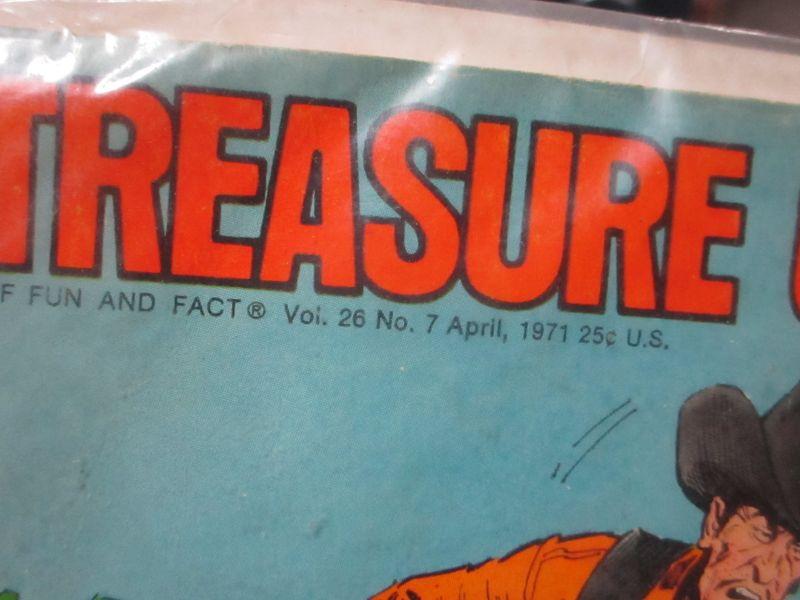 TREASURE
F FUN AND FACT® Vol. 26 No. 7 April, 1971 25¢ U.S.